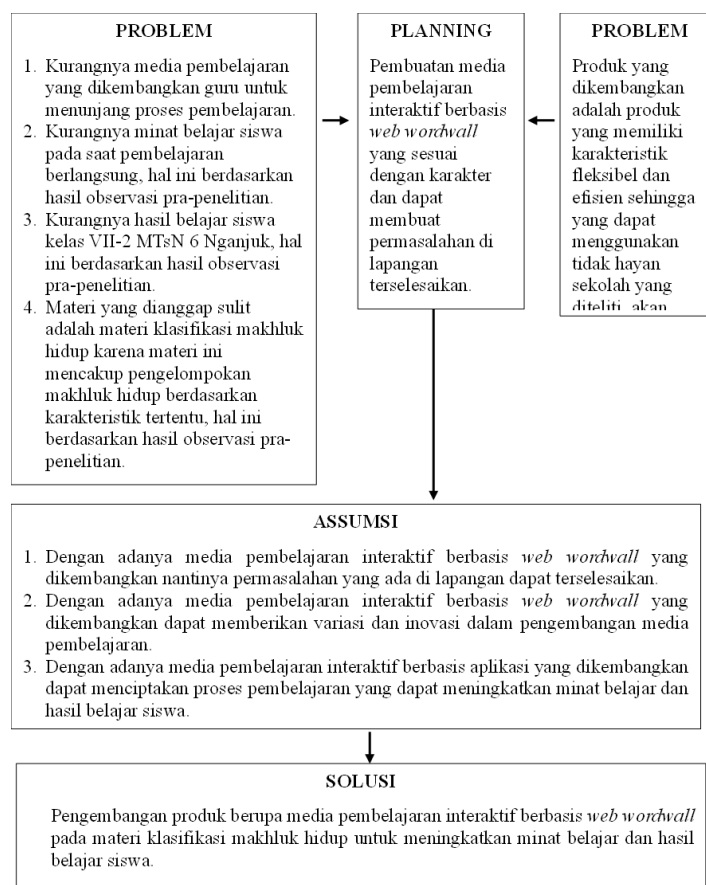 PROBLEM
1. Kurangnya media pembelajaran
yang dikembangkan guru untuk
menunjang proses pembelajaran.
2. Kurangnya minat belajar siswa
pada saat pembelajaran
berlangsung, hal ini berdasarkan
hasil observasi pra-penelitian.
3. Kurangnya hasil belajar siswa
kelas VII-2 MTsN 6 Nganjuk, hal
ini berdasarkan hasil observasi
pra-penelitian.
4. Materi yang dianggap sulit
adalah materi klasifikasi makhluk
hidup karena materi ini
mencakup pengelompokan
makhluk hidup berdasarkan
karakteristik tertentu, hal ini
berdasarkan hasil observasi pra-
penelitian.
PLANNING
Pembuatan media
pembelajaran
interaktif berbasis
web wordwall
yang sesuai
dengan karakter
dan dapat
membuat
permasalahan di
lapangan
terselesaikan.
PROBLEM
Produk yang
dikembangkan
adalah produk
yang memiliki
karakteristik
fleksibel dan
efisien sehingga
yang dapat
menggunakan
tidak hayan
sekolah yang
diteliti, akan
ASSUMSI
1. Dengan adanya media pembelajaran interaktif berbasis web wordwall yang
dikembangkan nantinya permasalahan yang ada di lapangan dapat terselesaikan.
2. Dengan adanya media pembelajaran interaktif berbasis web wordwall yang
dikembangkan dapat memberikan variasi dan inovasi dalam pengembangan media
pembelajaran.
3. Dengan adanya media pembelajaran interaktif berbasis aplikasi yang dikembangkan
dapat menciptakan proses pembelajaran yang dapat meningkatkan minat belajar dan
hasil belajar siswa.
SOLUSI
Pengembangan produk berupa media pembelajaran interaktif berbasis web wordwall
pada materi klasifikasi makhluk hidup untuk meningkatkan minat belajar dan hasil
belajar siswa.